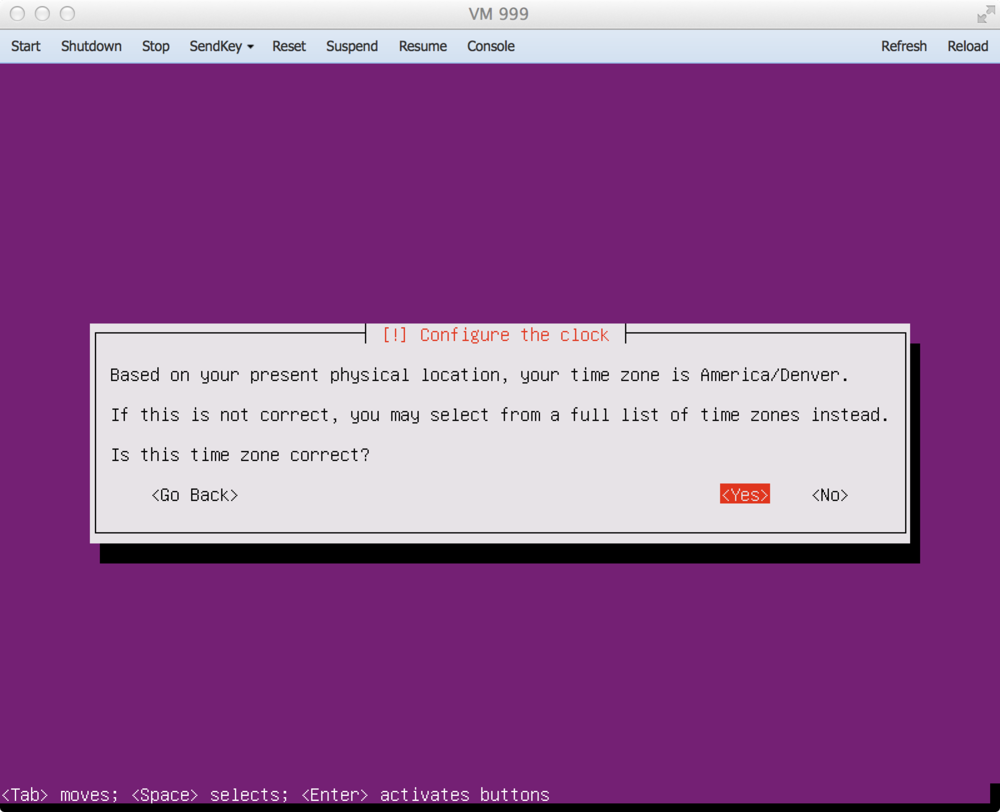 VM 999
Start Shutdown Stop SendKey Reset Suspend Resume Console Refresh Reload
[!] Configure the clock
Based on your present physical location, your time zone is America/Denver.
If this is not correct, you may select from a full list of time zones instead.
Is this time zone correct?
<Go Back> <Yes> <No>
<Tab> moves; <Space> selects; <Enter> activates buttons